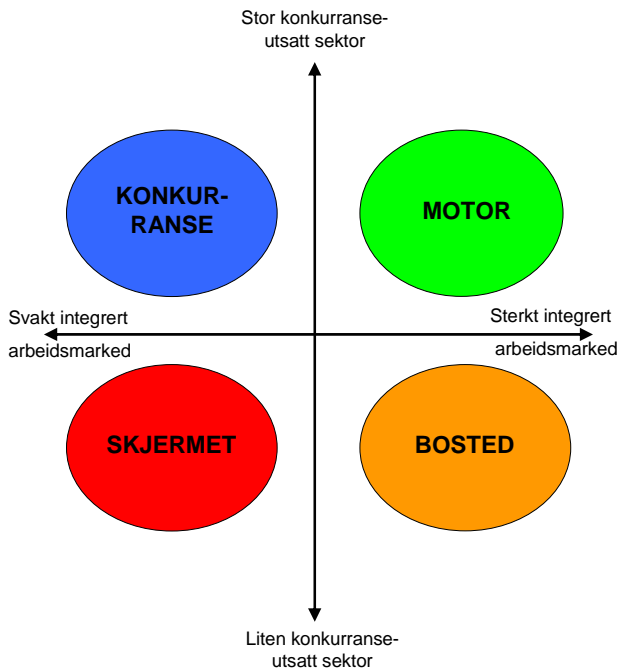 Stor konkurranse-
utsatt sektor
KONKUR-
RANSE
MOTOR
Svakt integrert
arbeidsmarked
Sterkt integrert
arbeidsmarked
SKJERMET
BOSTED
Liten konkurranse-
utsatt sektor